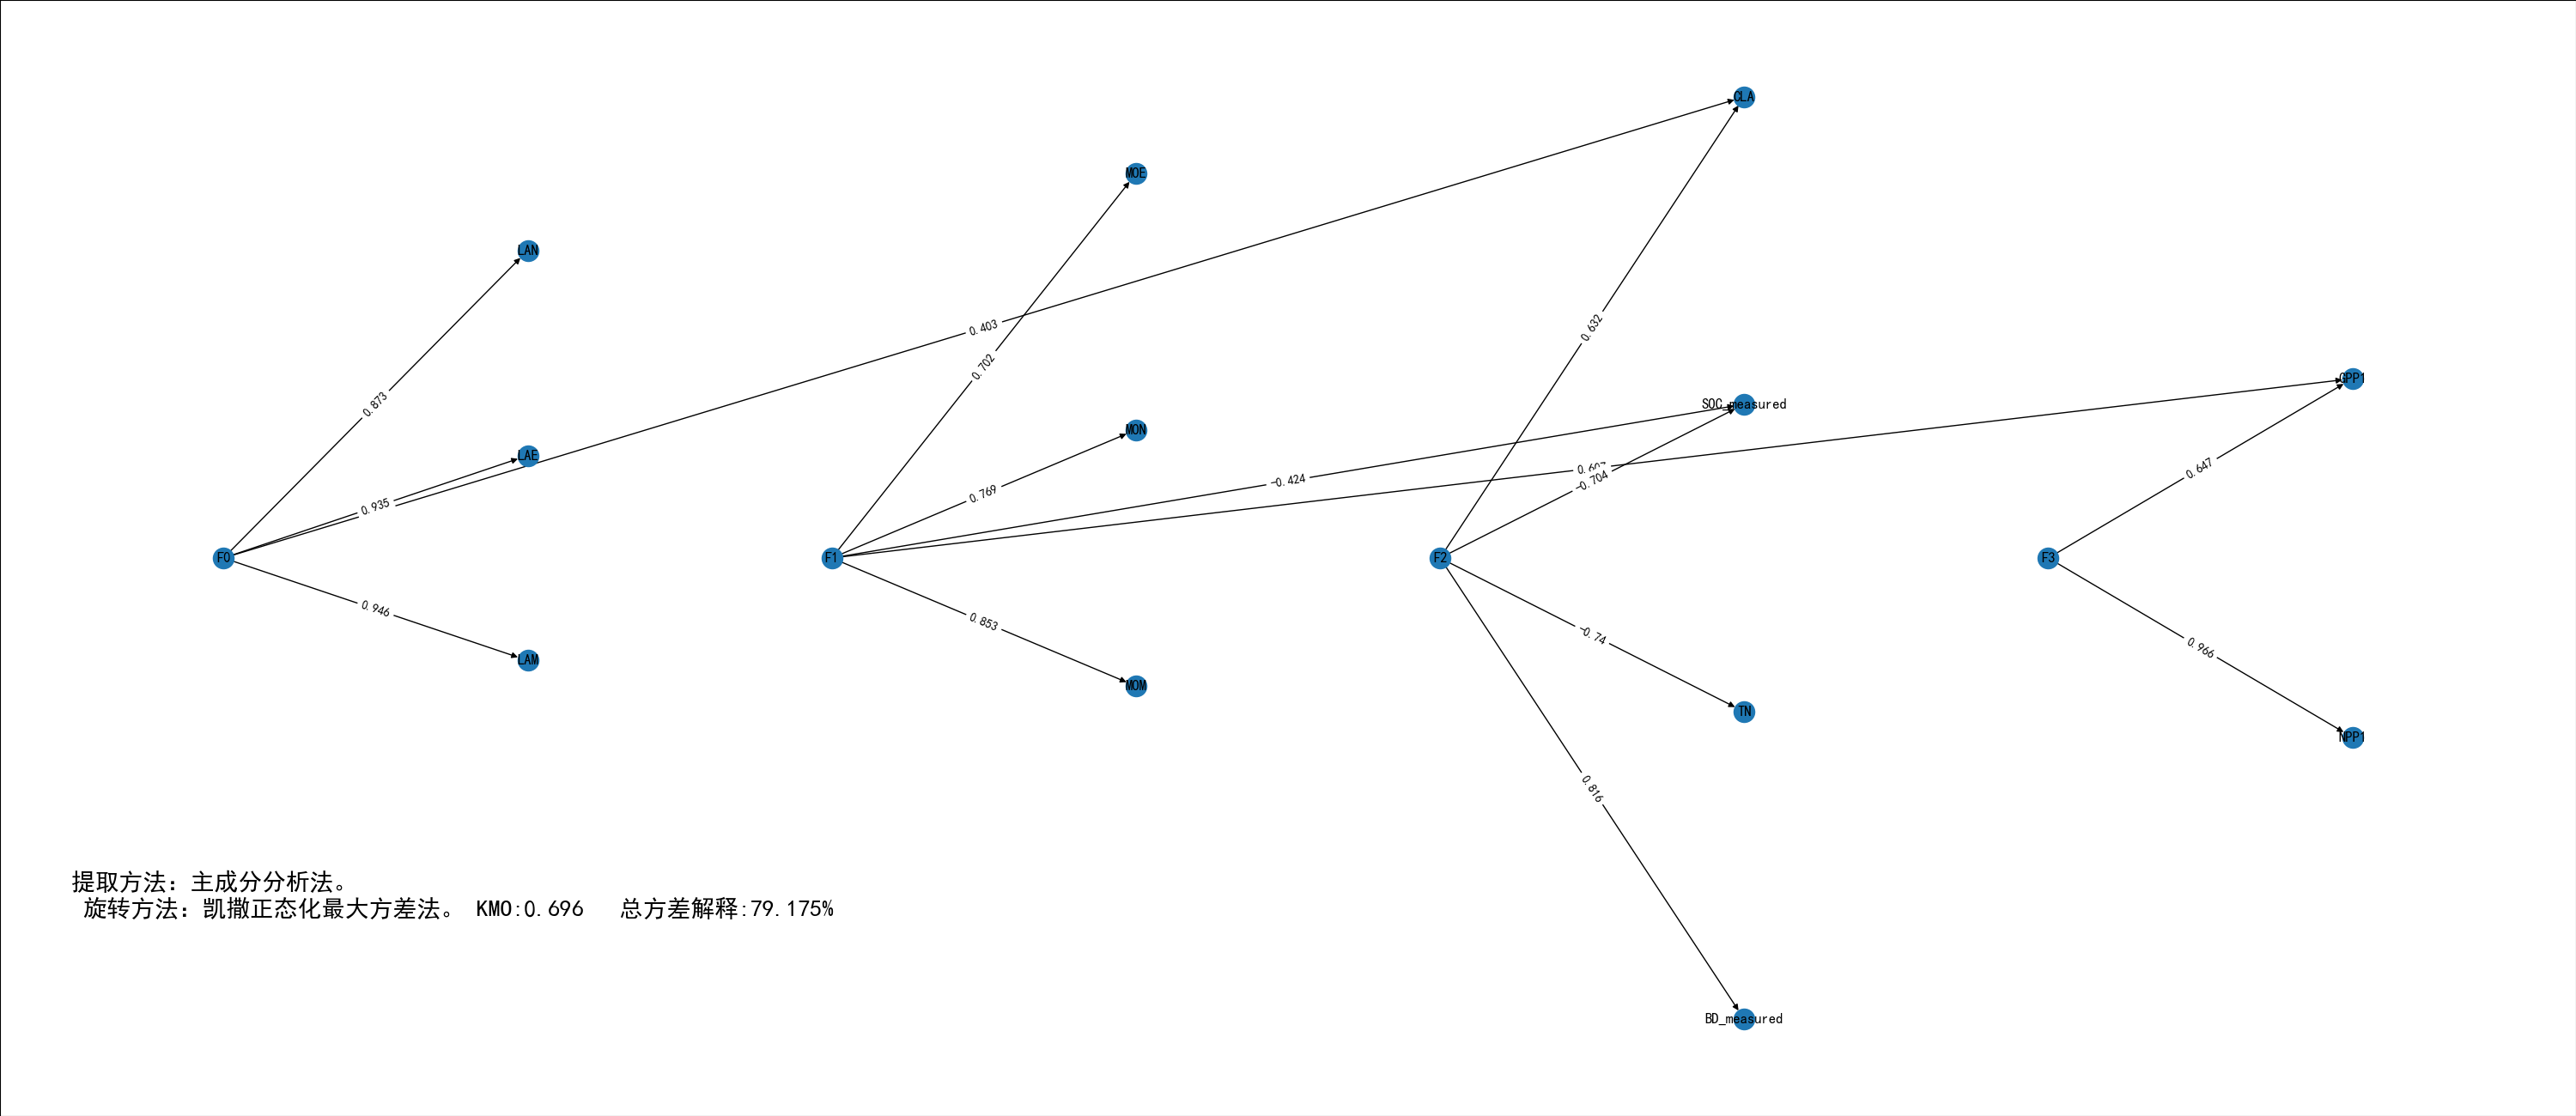 CLA
MOE
LAN
0.403
0.632
0.702
GPP1
0.873
SOC_measured
MON
LAE
0.647
-0.424
-0.704
0.769
0.935
F0
F1
F2
F3
0.946
0.853
-0.74
0.966
LAM
MOM
TN
NPP1
0.816
提取方法：主成分分析法。
旋转方法：凯撒正态化最大方差法。 KMO:0.696 总方差解释:79.175%
BD_measured